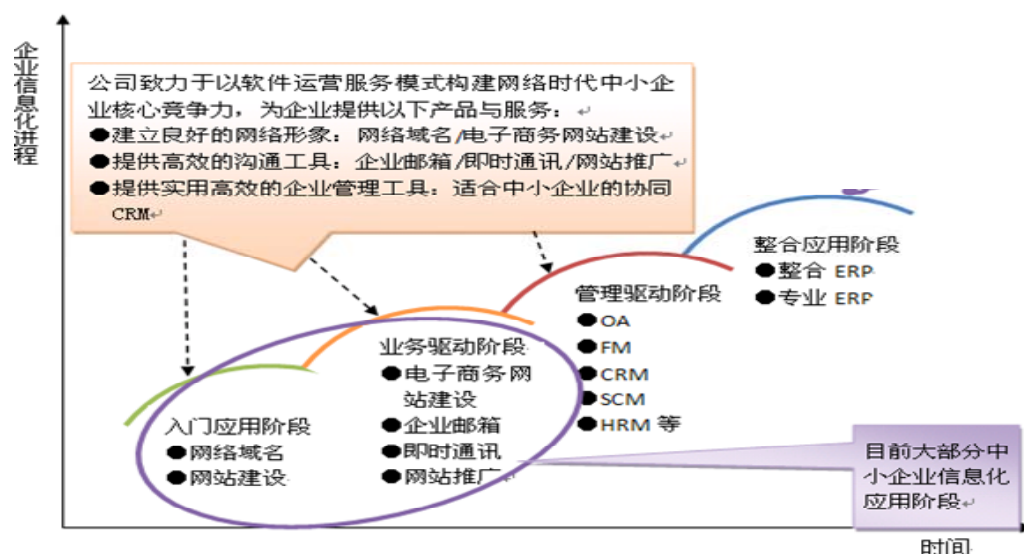 企业信息化进程
公司致力于以软件运营服务模式构建网络时代中小企
业核心竞争力，为企业提供以下产品与服务：
●建立良好的网络形象：网络域名/电子商务网站建设
●提供高效的沟通工具：企业邮箱/即时通讯/网站推广
●提供实用高效的企业管理工具：适合中小企业的协同
CRM
整合应用阶段
●整合 ERP
●专业 ERP
管理驱动阶段
●OA
●FM
●CRM
●SCM
●HRM 等
业务驱动阶段
●电子商务网
站建设
●企业邮箱
●即时通讯
●网站推广
入门应用阶段
●网络域名
●网站建设
目前大部分中
小企业信息化
应用阶段
时间